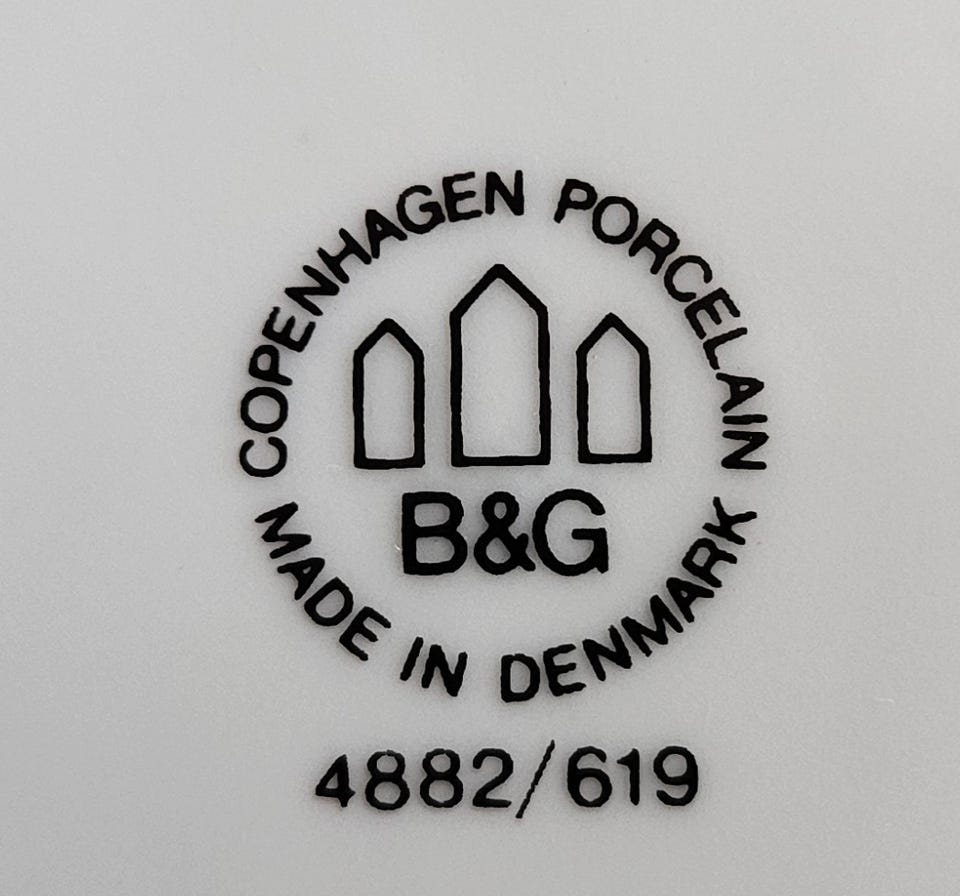 COPENHAGEN PORCELAIN
B&G
MADE IN DENMARK
4882/619